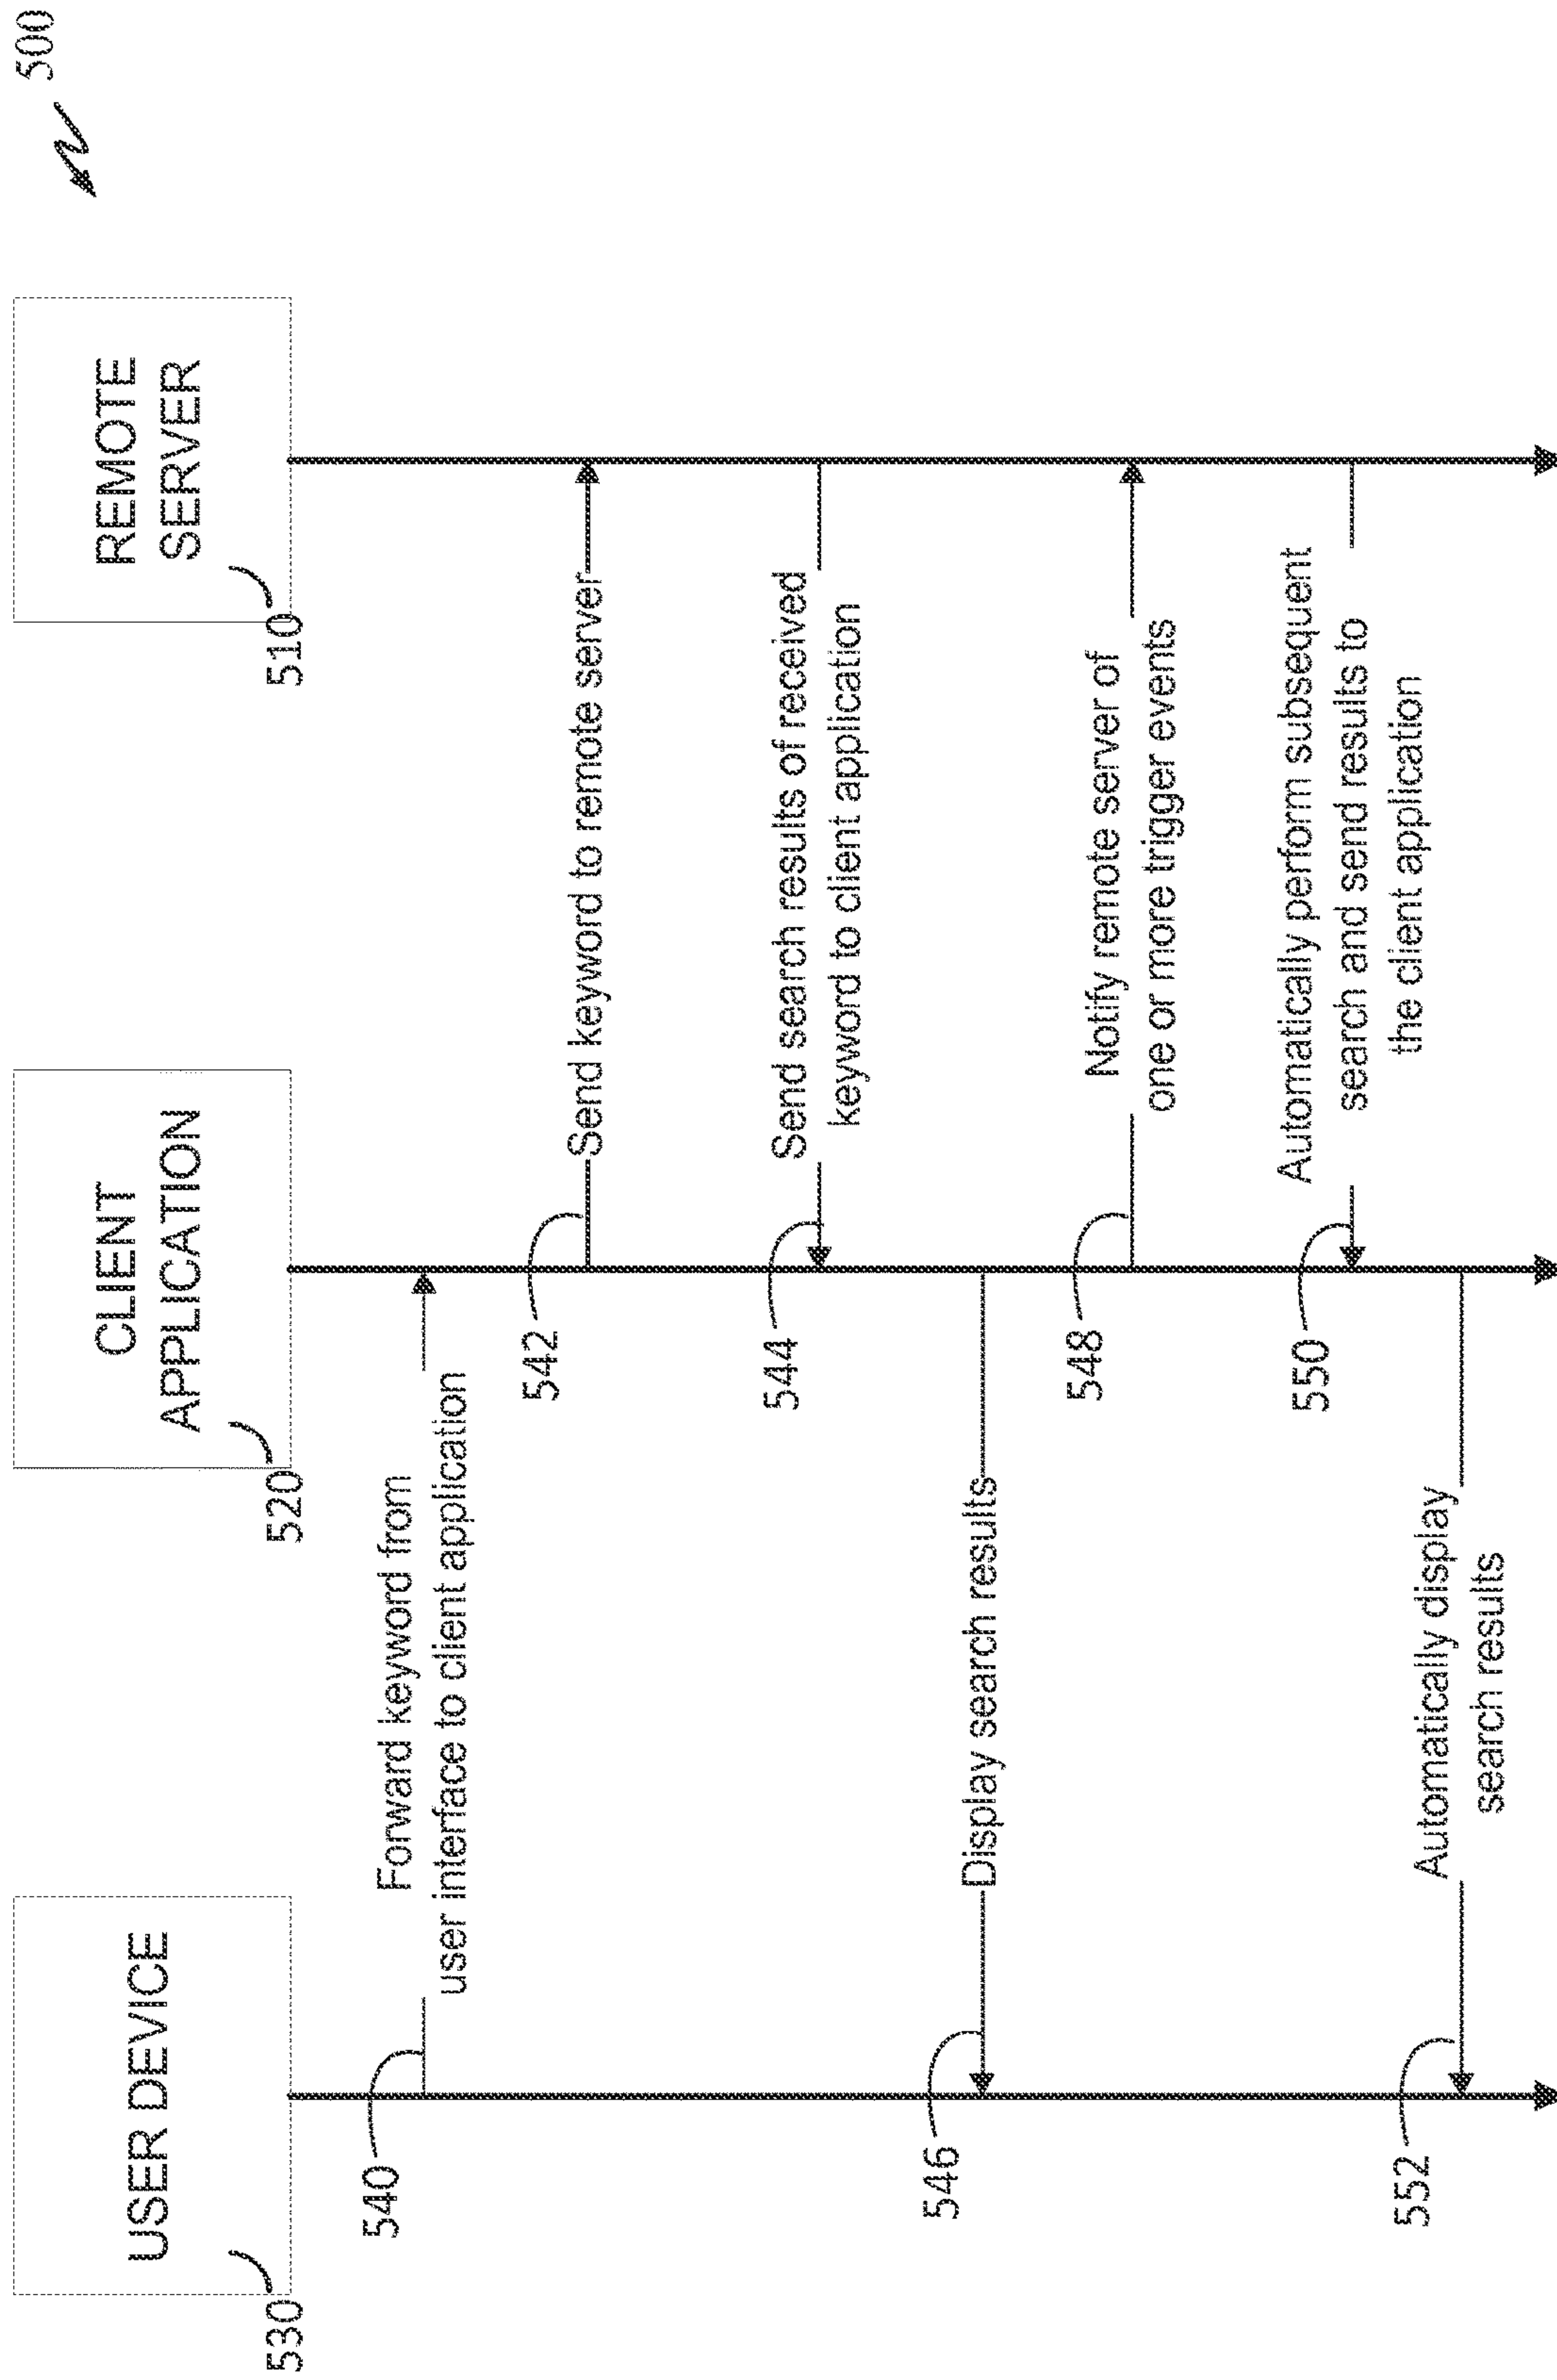 500
USER DEVICE
530
CLIENT
APPLICATION
520
REMOTE
SERVER
510
540
Forward keyword from
user interface to client application
542
Send keyword to remote server
544
Send search results of received
keyword to client application
546
Display search results
548
Notify remote server of
one or more trigger events
550
Automatically perform subsequent
search and send results to
the client application
552
Automatically display
search results